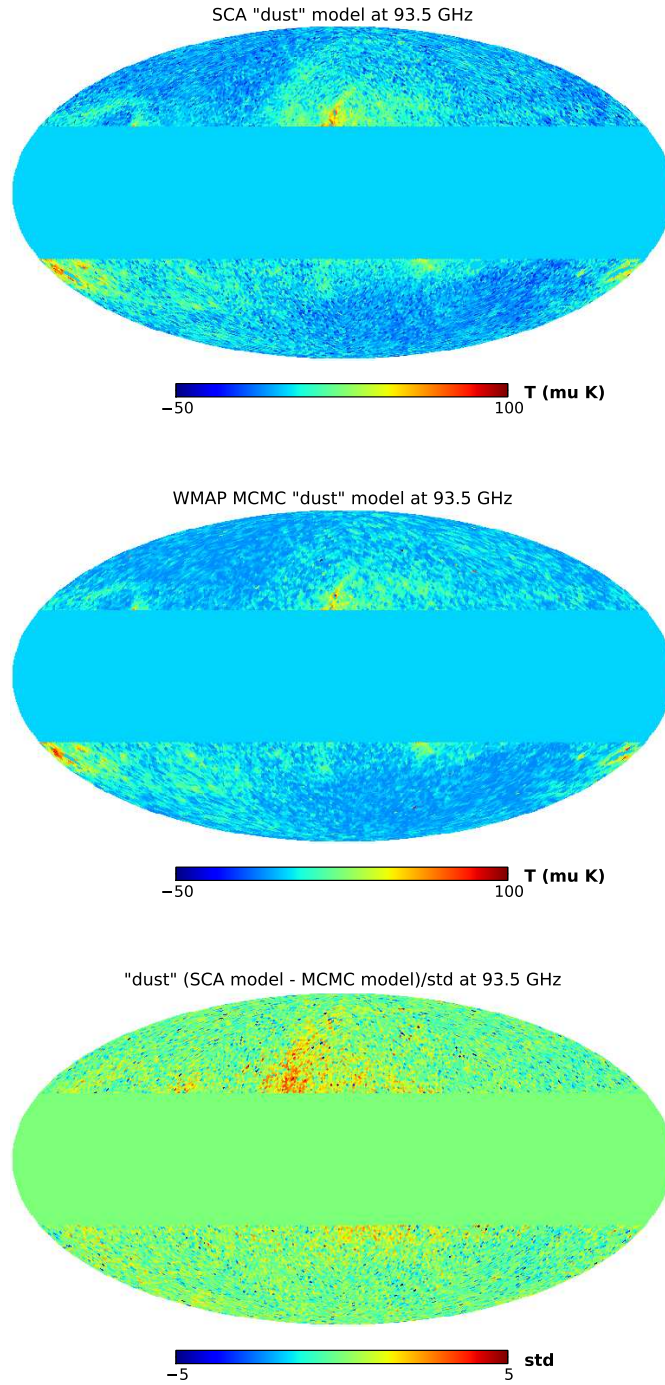 SCA "dust" model at 93.5 GHz
T (mu K)
−50 100
WMAP MCMC "dust" model at 93.5 GHz
T (mu K)
−50 100
"dust" (SCA model - MCMC model)/std at 93.5 GHz
std
−5 5